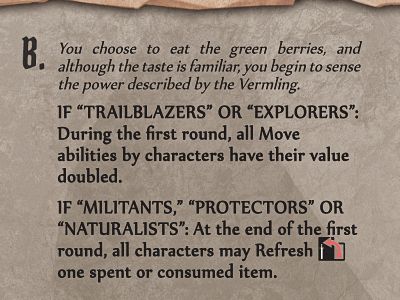 B. You choose to eat the green berries, and
although the taste is familiar, you begin to sense
the power described by the Vermling.
IF “TRAILBLAZERS” OR “EXPLORERS”:
During the first round, all Move
abilities by characters have their value
doubled.
IF “MILITANTS,” “PROTECTORS” OR
“NATURALISTS”: At the end of the first
round, all characters may Refresh
one spent or consumed item.